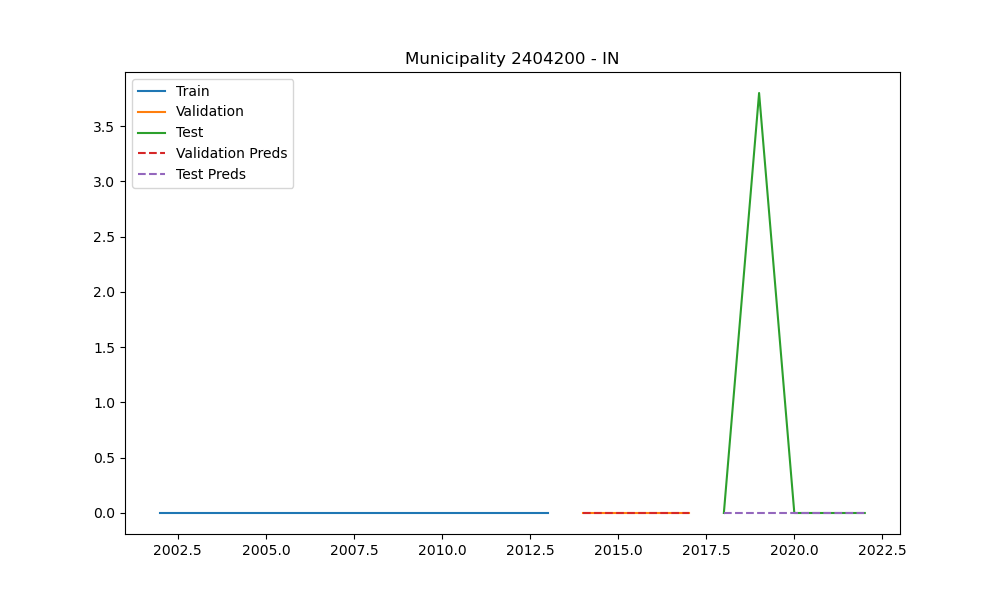 Municipality 2404200 - IN
Train
Validation
Test
Validation Preds
Test Preds
3.5
3.0
2.5
2.0
1.5
1.0
0.5
0.0
2002.5 2005.0 2007.5 2010.0 2012.5 2015.0 2017.5 2020.0 2022.5